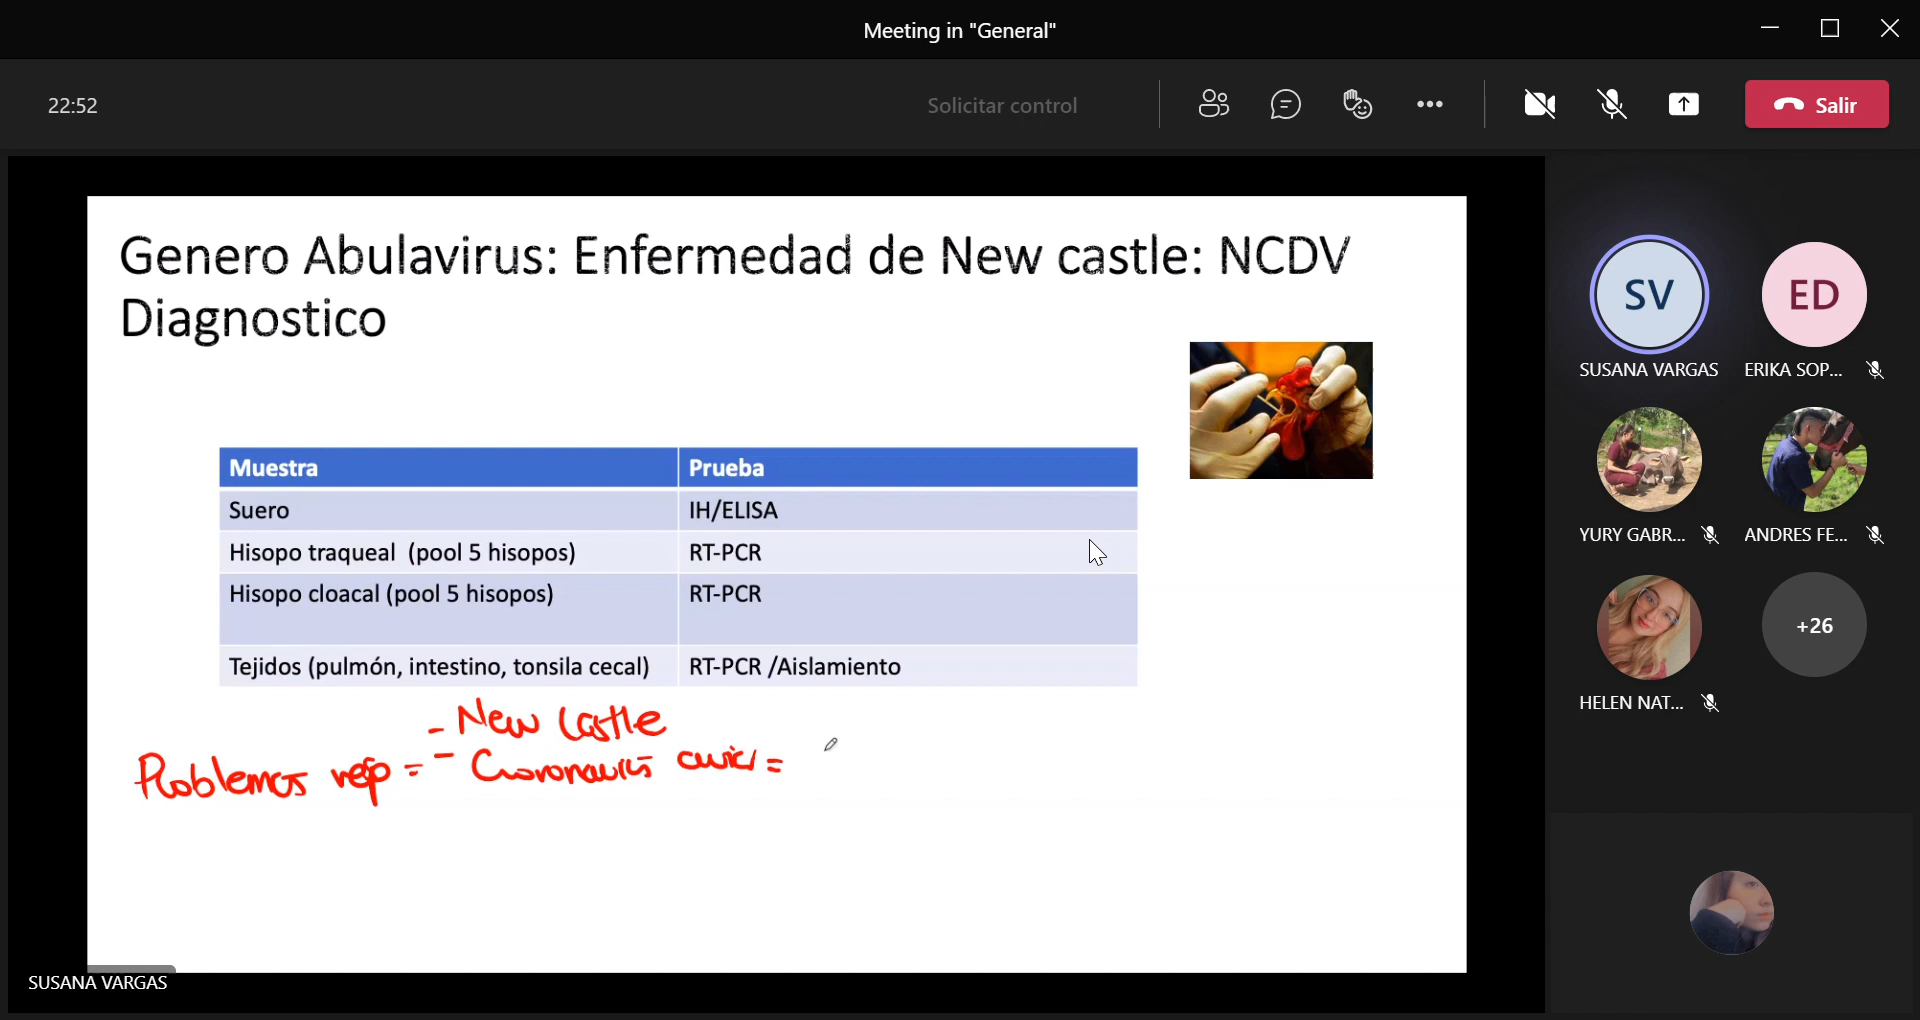 Meeting in "General"
22:52
Solicitar control
Salir
Genero Abulavirus: Enfermedad de New castle: NCDV
Diagnostico
Muestra Prueba
Suero IH/ELISA
Hisopo traqueal (pool 5 hisopos) RT-PCR
Hisopo cloacal (pool 5 hisopos) RT-PCR
Tejidos (pulmón, intestino, tonsila cecal) RT-PCR /Aislamiento
- New Castle
Problemas resp = - Coronavirus aviar =
SUSANA VARGAS
SV
ED
SUSANA VARGAS
ERIKA SOP...
YURY GABR...
ANDRES FE...
HELEN NAT...
+26